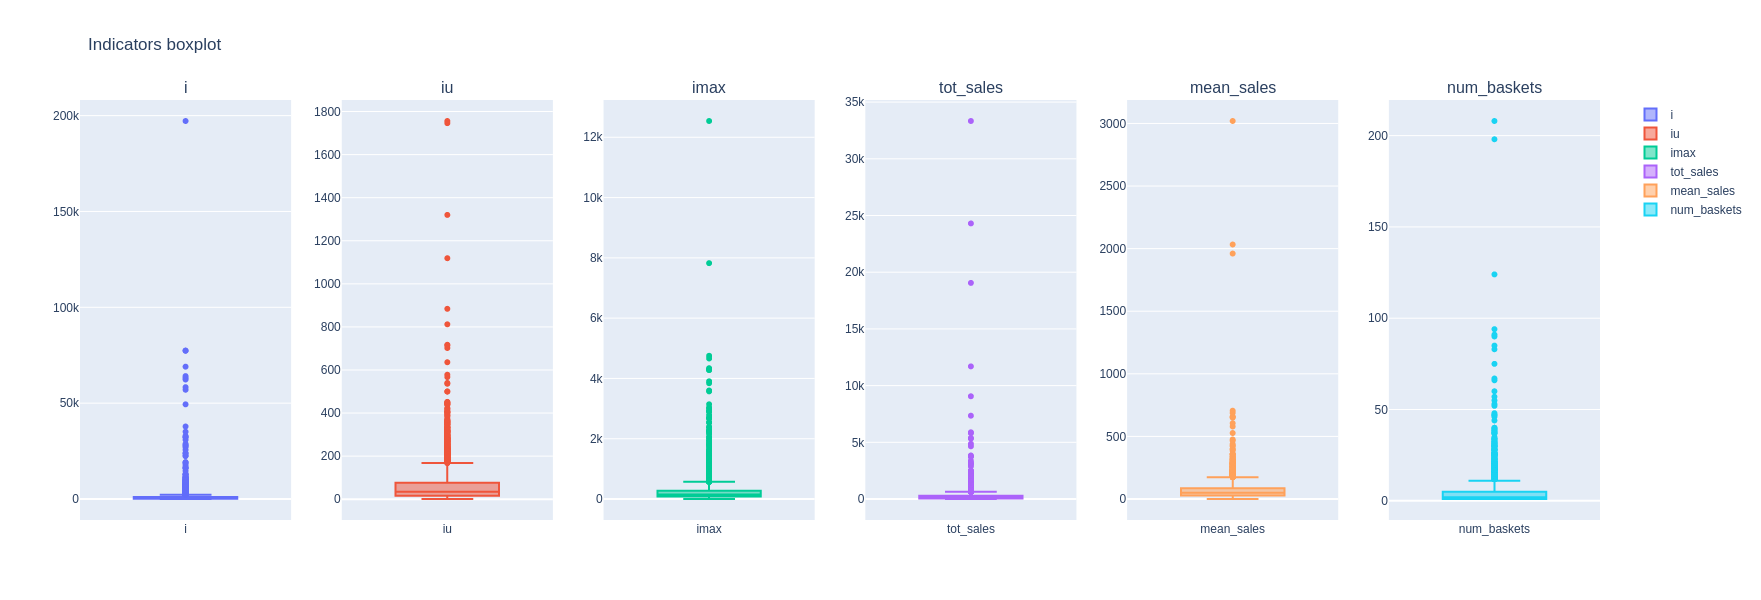 Indicators boxplot
i
iu
imax
tot_sales
mean_sales
num_baskets
200k
150k
100k
50k
0
i
1800
1600
1400
1200
1000
800
600
400
200
0
iu
12k
10k
8k
6k
4k
2k
0
imax
35k
30k
25k
20k
15k
10k
5k
0
tot_sales
3000
2500
2000
1500
1000
500
0
mean_sales
200
150
100
50
0
num_baskets
i
iu
imax
tot_sales
mean_sales
num_baskets